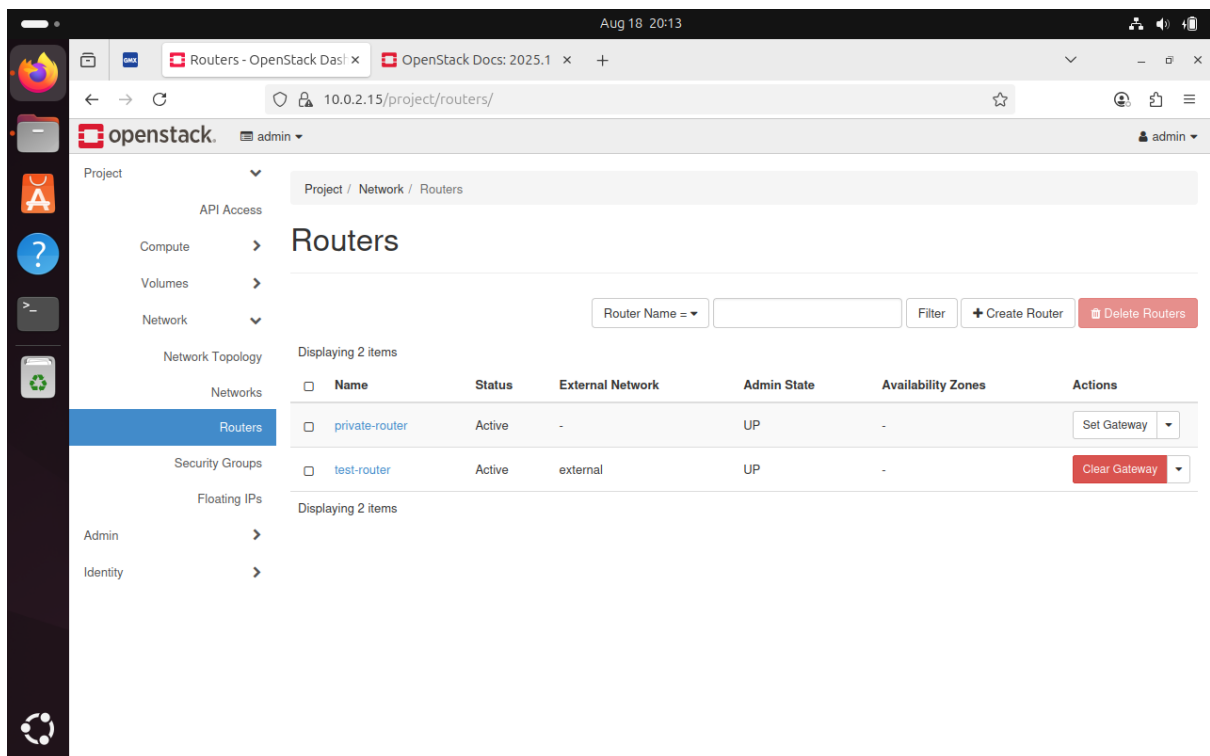 Aug 18 20:13
GMX
Routers - OpenStack Das
OpenStack Docs: 2025.1
10.0.2.15/project/routers/
openstack. admin
admin
Project
API Access
Compute
Volumes
Network
Network Topology
Networks
Routers
Security Groups
Floating IPs
Admin
Identity
Project / Network / Routers
Routers
Router Name = Filter + Create Router Delete Routers
Displaying 2 items
Name Status External Network Admin State Availability Zones Actions
private-router Active - UP - Set Gateway
test-router Active external UP - Clear Gateway
Displaying 2 items